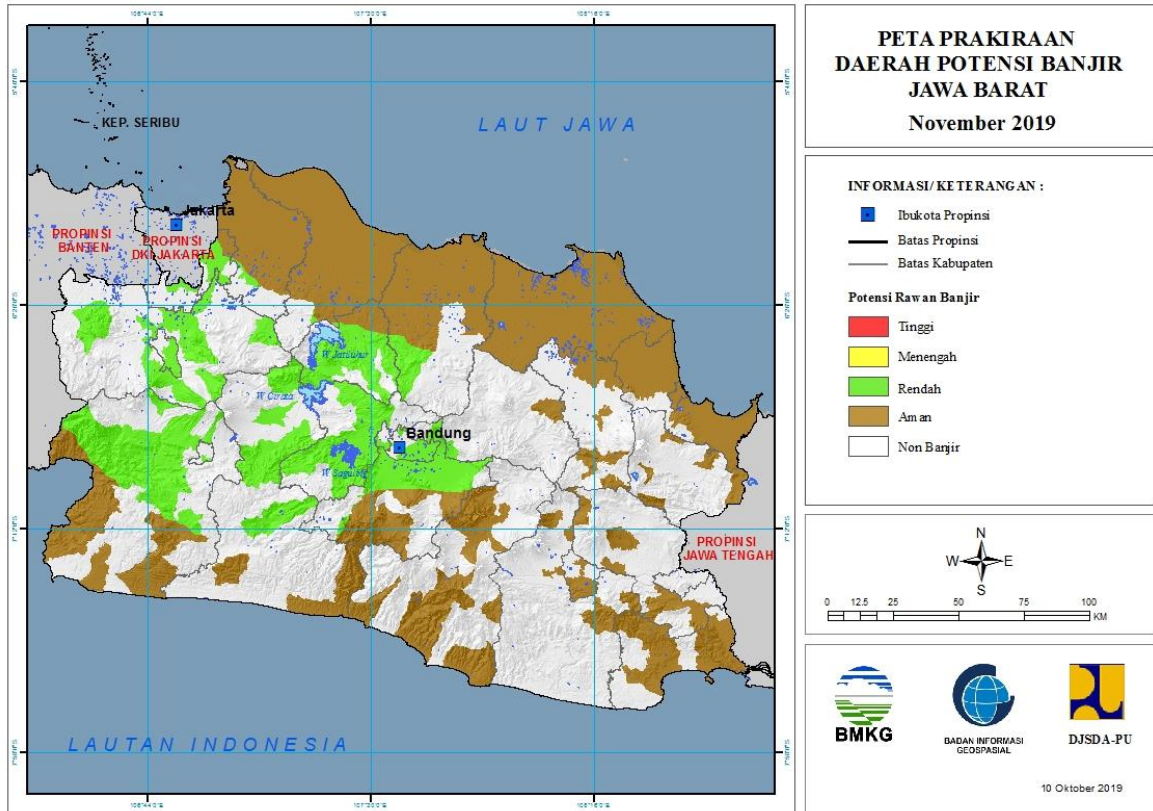 PETA PRAKIRAAN
DAERAH POTENSI BANJIR
JAWA BARAT
November 2019
INFORMASI/ KETERANGAN :
Ibukota Propinsi
Batas Propinsi
Batas Kabupaten
Potensi Rawan Banjir
Tinggi
Menengah
Rendah
Aman
Non Banjir
N
W E
S
0 12.5 25 50 75 100
KM
BMKG
BADAN INFORMASI
GEOSPASIAL
DJSDA-PU
10 Oktober 2019
KEP. SERIBU
LAUT JAWA
Jakarta
PROPINSI
BANTEN
PROPINSI
DKI JAKARTA
W Jatiluhur
W Cirata
Bandung
W Saguling
PROPINSI
JAWA TENGAH
LAUTAN INDONESIA